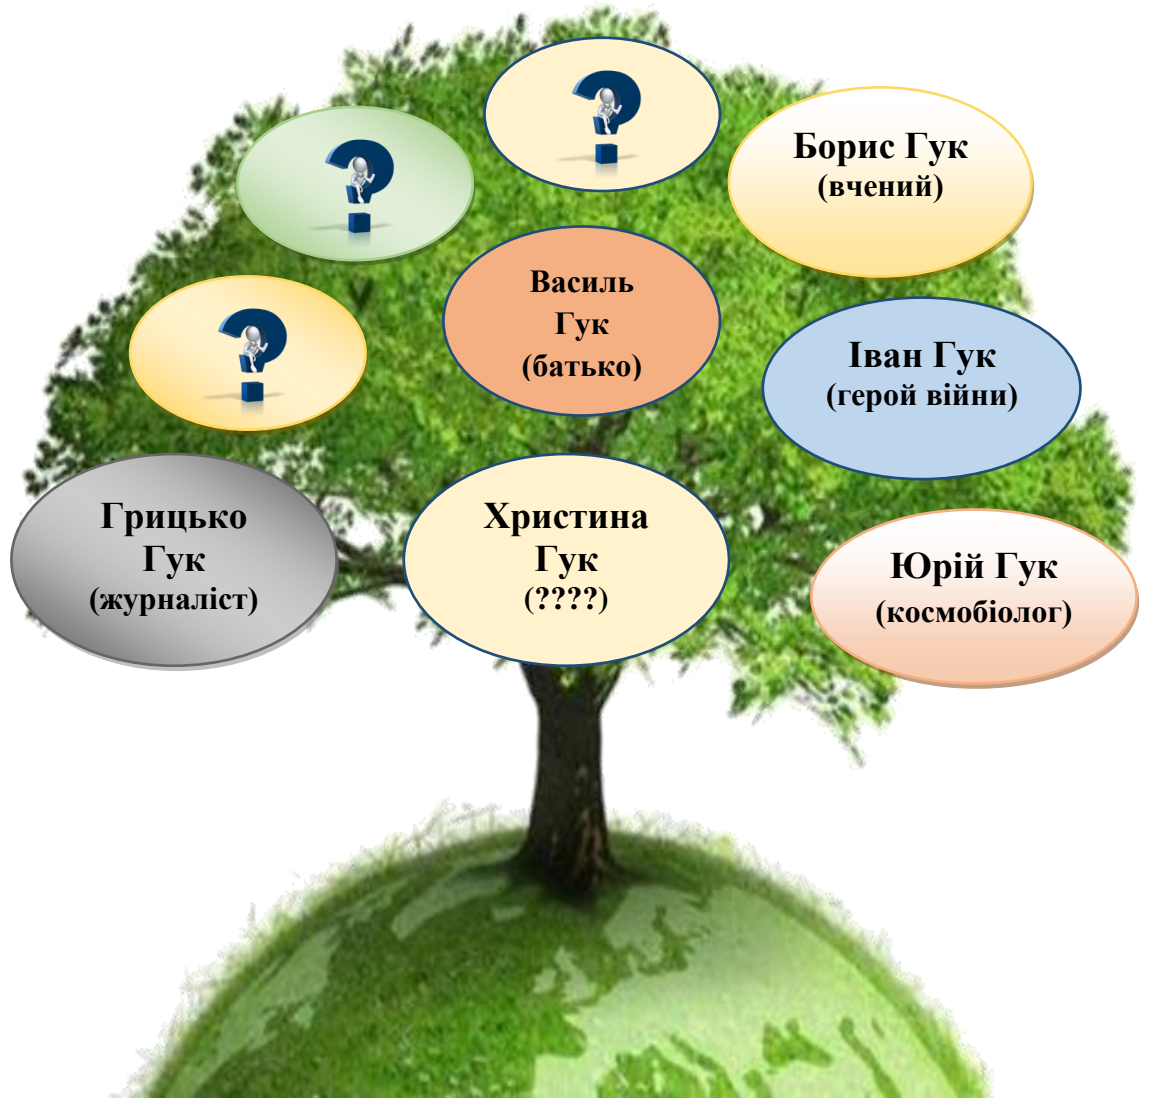 ?
?
Борис Гук
(вчений)
?
Василь
Гук
(батько)
Іван Гук
(герой війни)
Грицько
Гук
(журналіст)
Христина
Гук
(????)
Юрій Гук
(космобіолог)